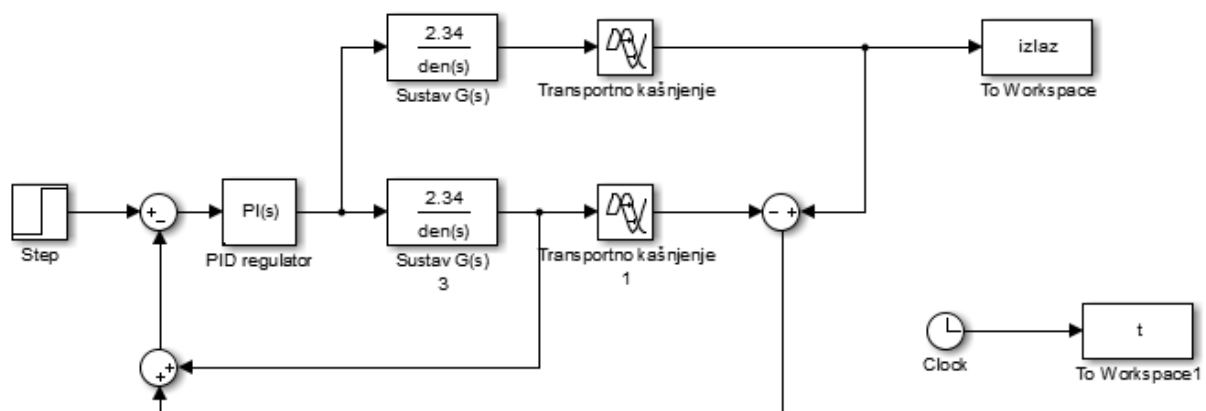 2.34
den(s)
Sustav G(s)
Transportno kašnjenje
izlaz
To Workspace
Step
+
-
PI(s)
PID regulator
2.34
den(s)
Sustav G(s)
3
Transportno kašnjenje
1
- +
+
+
Clock
t
To Workspace1